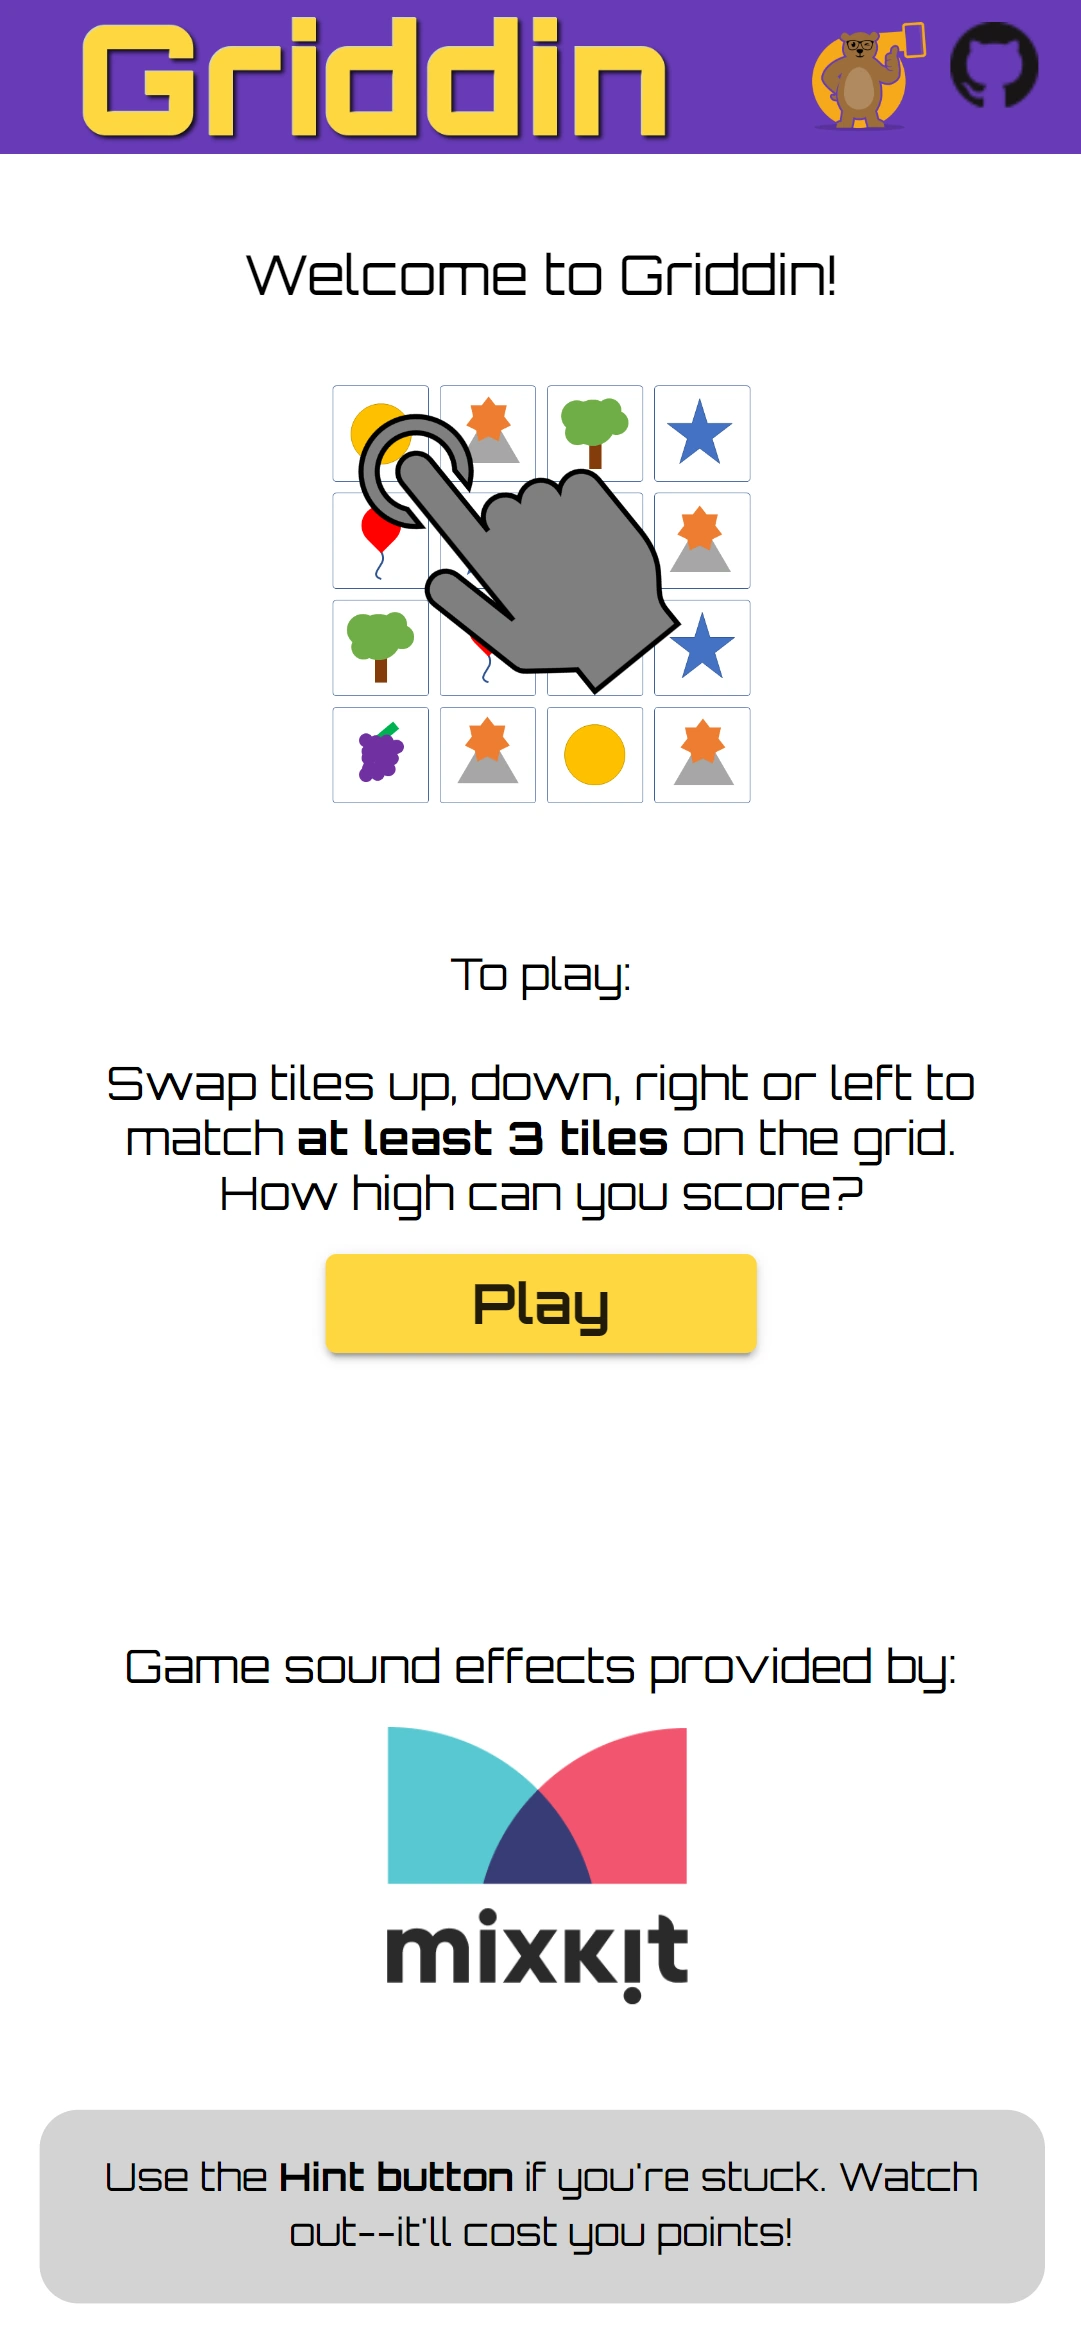 Griddin
Welcome to Griddin!
To play:
Swap tiles up, down, right or left to
match at least 3 tiles on the grid.
How high can you score?
Play
Game sound effects provided by:
mixkit
Use the Hint button if you're stuck. Watch
out--it'll cost you points!